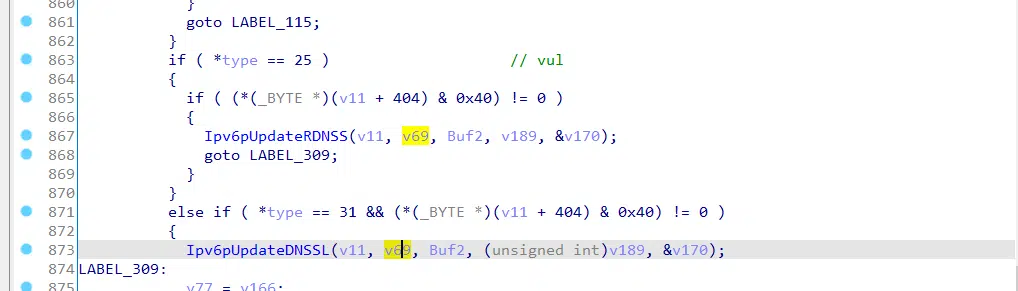 860 }
861 goto LABEL_115;
862 }
863 if ( *type == 25 ) // vul
864 {
865 if ( (*(_BYTE *)(v11 + 404) & 0x40) != 0 )
866 {
867 Ipv6pUpdateRDNSS(v11, v69, Buf2, v189, &v170);
868 goto LABEL_309;
869 }
870 }
871 else if ( *type == 31 && (*(_BYTE *)(v11 + 404) & 0x40) != 0 )
872 {
873 Ipv6pUpdateDNSSL(v11, v69, Buf2, (unsigned int)v189, &v170);
874 LABEL_309:
875 v77 = v166;